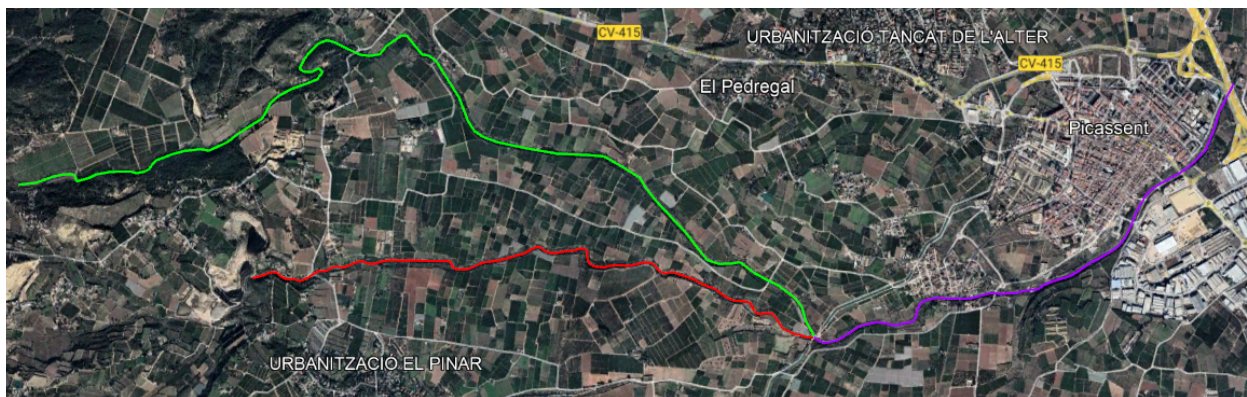 CV-415
URBANITZACIÓ TANCAT DE L'ALTER
CV-415
El Pedregal
Picassent
URBANITZACIÓ EL PINAR